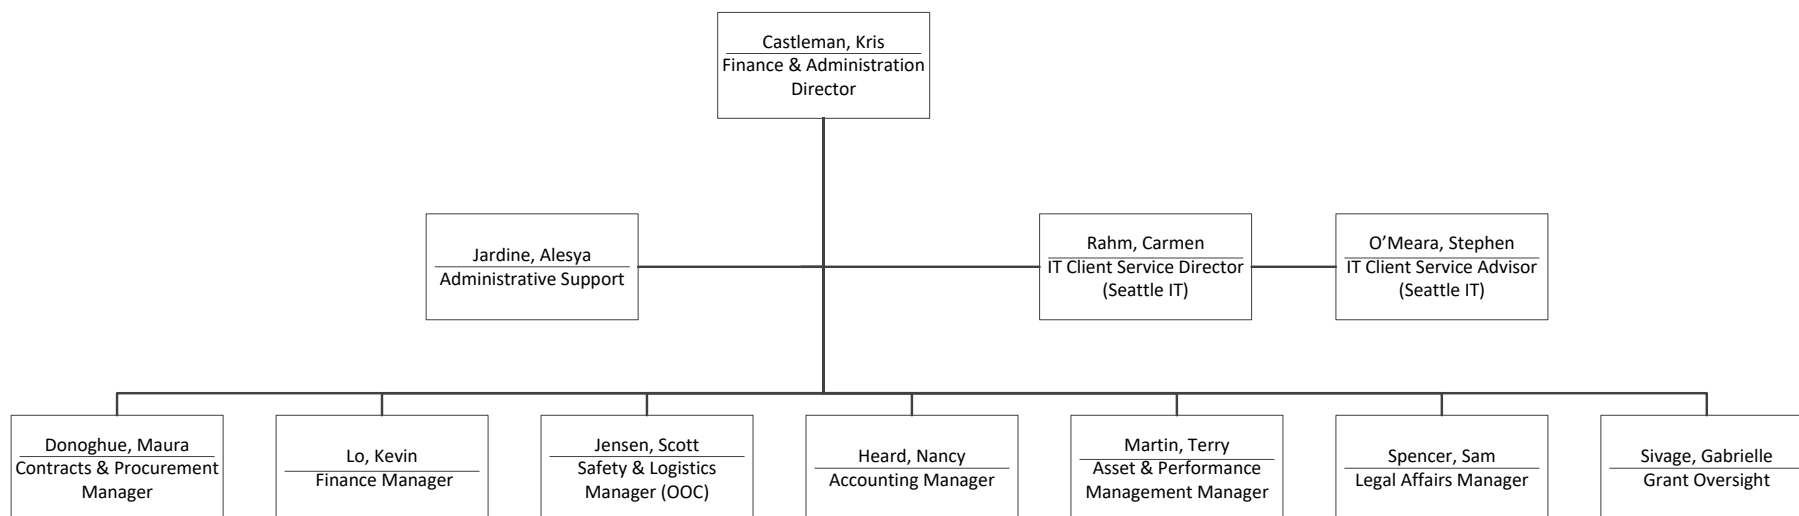 Castleman, Kris
Finance & Administration
Director
Jardine, Alesya
Administrative Support
Rahm, Carmen
IT Client Service Director
(Seattle IT)
O’Meara, Stephen
IT Client Service Advisor
(Seattle IT)
Donoghue, Maura
Contracts & Procurement
Manager
Lo, Kevin
Finance Manager
Jensen, Scott
Safety & Logistics
Manager (OOC)
Heard, Nancy
Accounting Manager
Martin, Terry
Asset & Performance
Management Manager
Spencer, Sam
Legal Affairs Manager
Sivage, Gabrielle
Grant Oversight